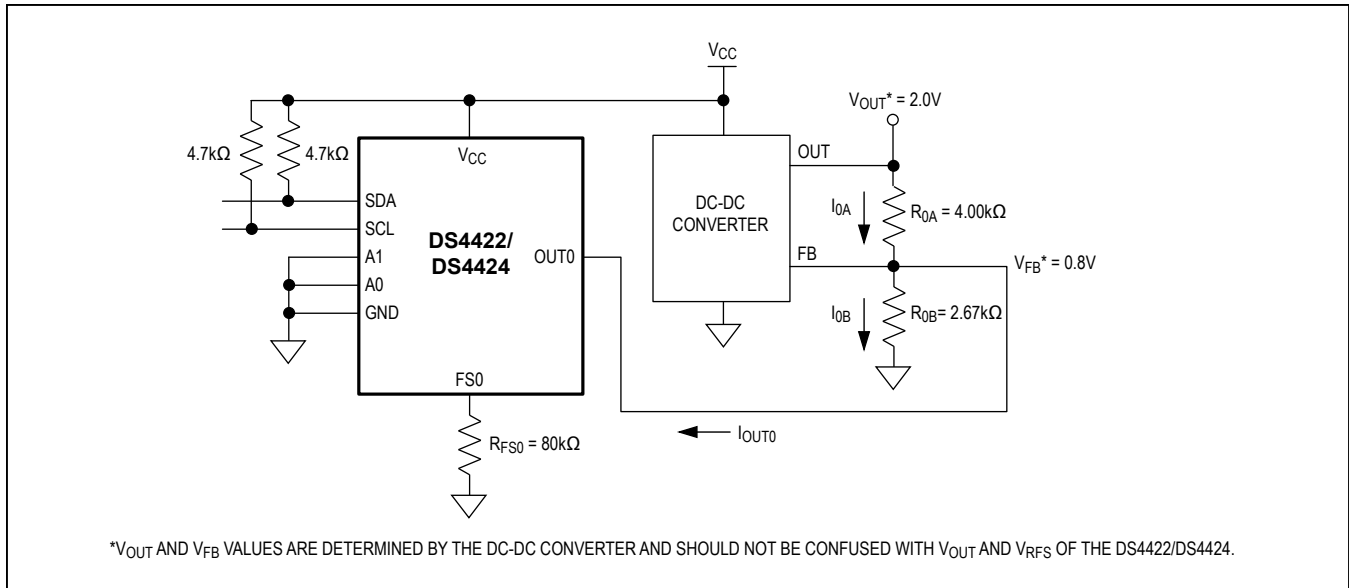 VCC
VOUT* = 2.0V
4.7kΩ
4.7kΩ
VCC
OUT
SDA
DC-DC
CONVERTER
I0A
R0A = 4.00kΩ
SCL
DS4422/
DS4424
A1
OUT0
FB
VFB* = 0.8V
A0
I0B
R0B= 2.67kΩ
GND
FS0
RFS0 = 80kΩ
IOUT0
*VOUT AND VFB VALUES ARE DETERMINED BY THE DC-DC CONVERTER AND SHOULD NOT BE CONFUSED WITH VOUT AND VRFS OF THE DS4422/DS4424.